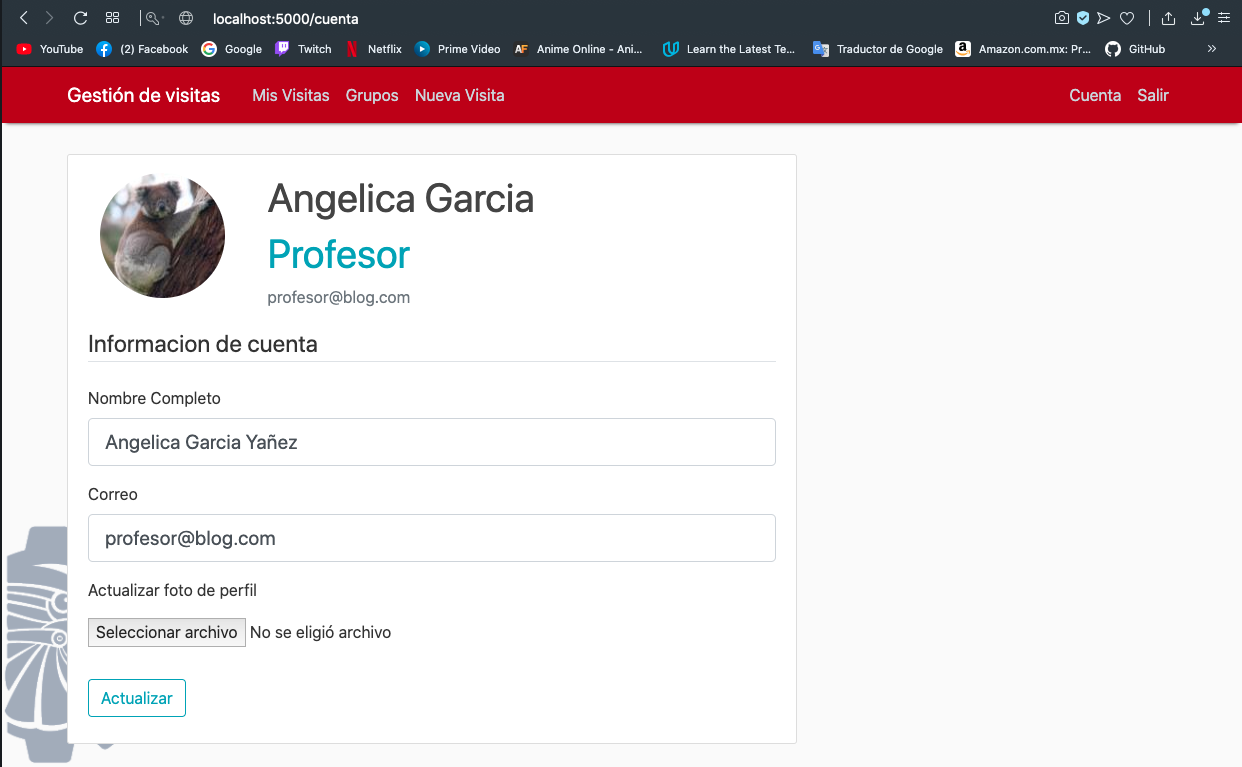 localhost:5000/cuenta
YouTube (2) Facebook Google Twitch Netflix Prime Video AF Anime Online - Ani... Learn the Latest Te... Traductor de Google Amazon.com.mx: Pr... GitHub »
Gestión de visitas Mis Visitas Grupos Nueva Visita Cuenta Salir
Angelica Garcia
Profesor
profesor@blog.com
Informacion de cuenta
Nombre Completo
Angelica Garcia Yañez
Correo
profesor@blog.com
Actualizar foto de perfil
Seleccionar archivo No se eligió archivo
Actualizar